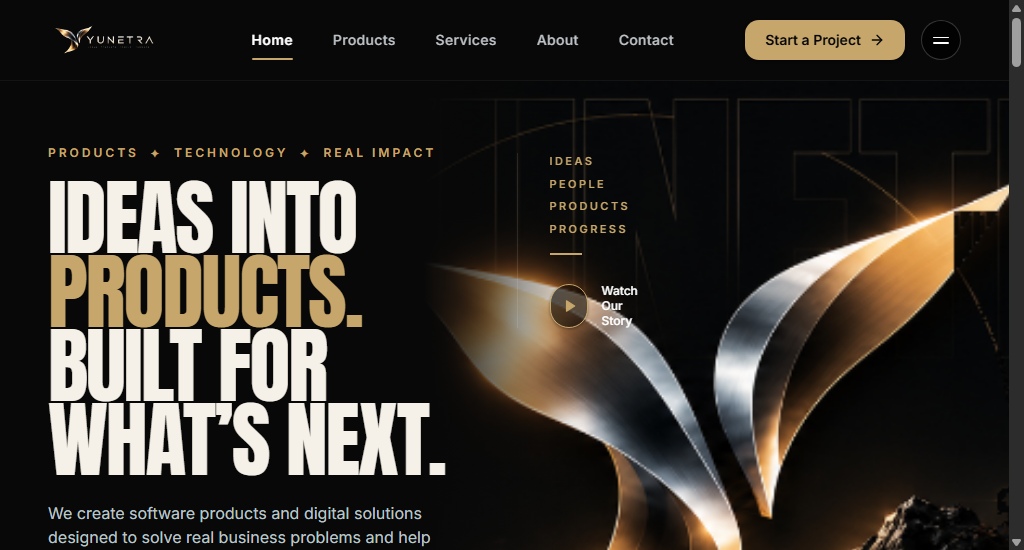 YUNETRA
Home
Products
Services
About
Contact
Start a Project →
PRODUCTS ✦ TECHNOLOGY ✦ REAL IMPACT
IDEAS INTO
PRODUCTS.
BUILT FOR
WHAT’S NEXT.
We create software products and digital solutions
designed to solve real business problems and help
IDEAS
PEOPLE
PRODUCTS
PROGRESS
Watch
Our
Story